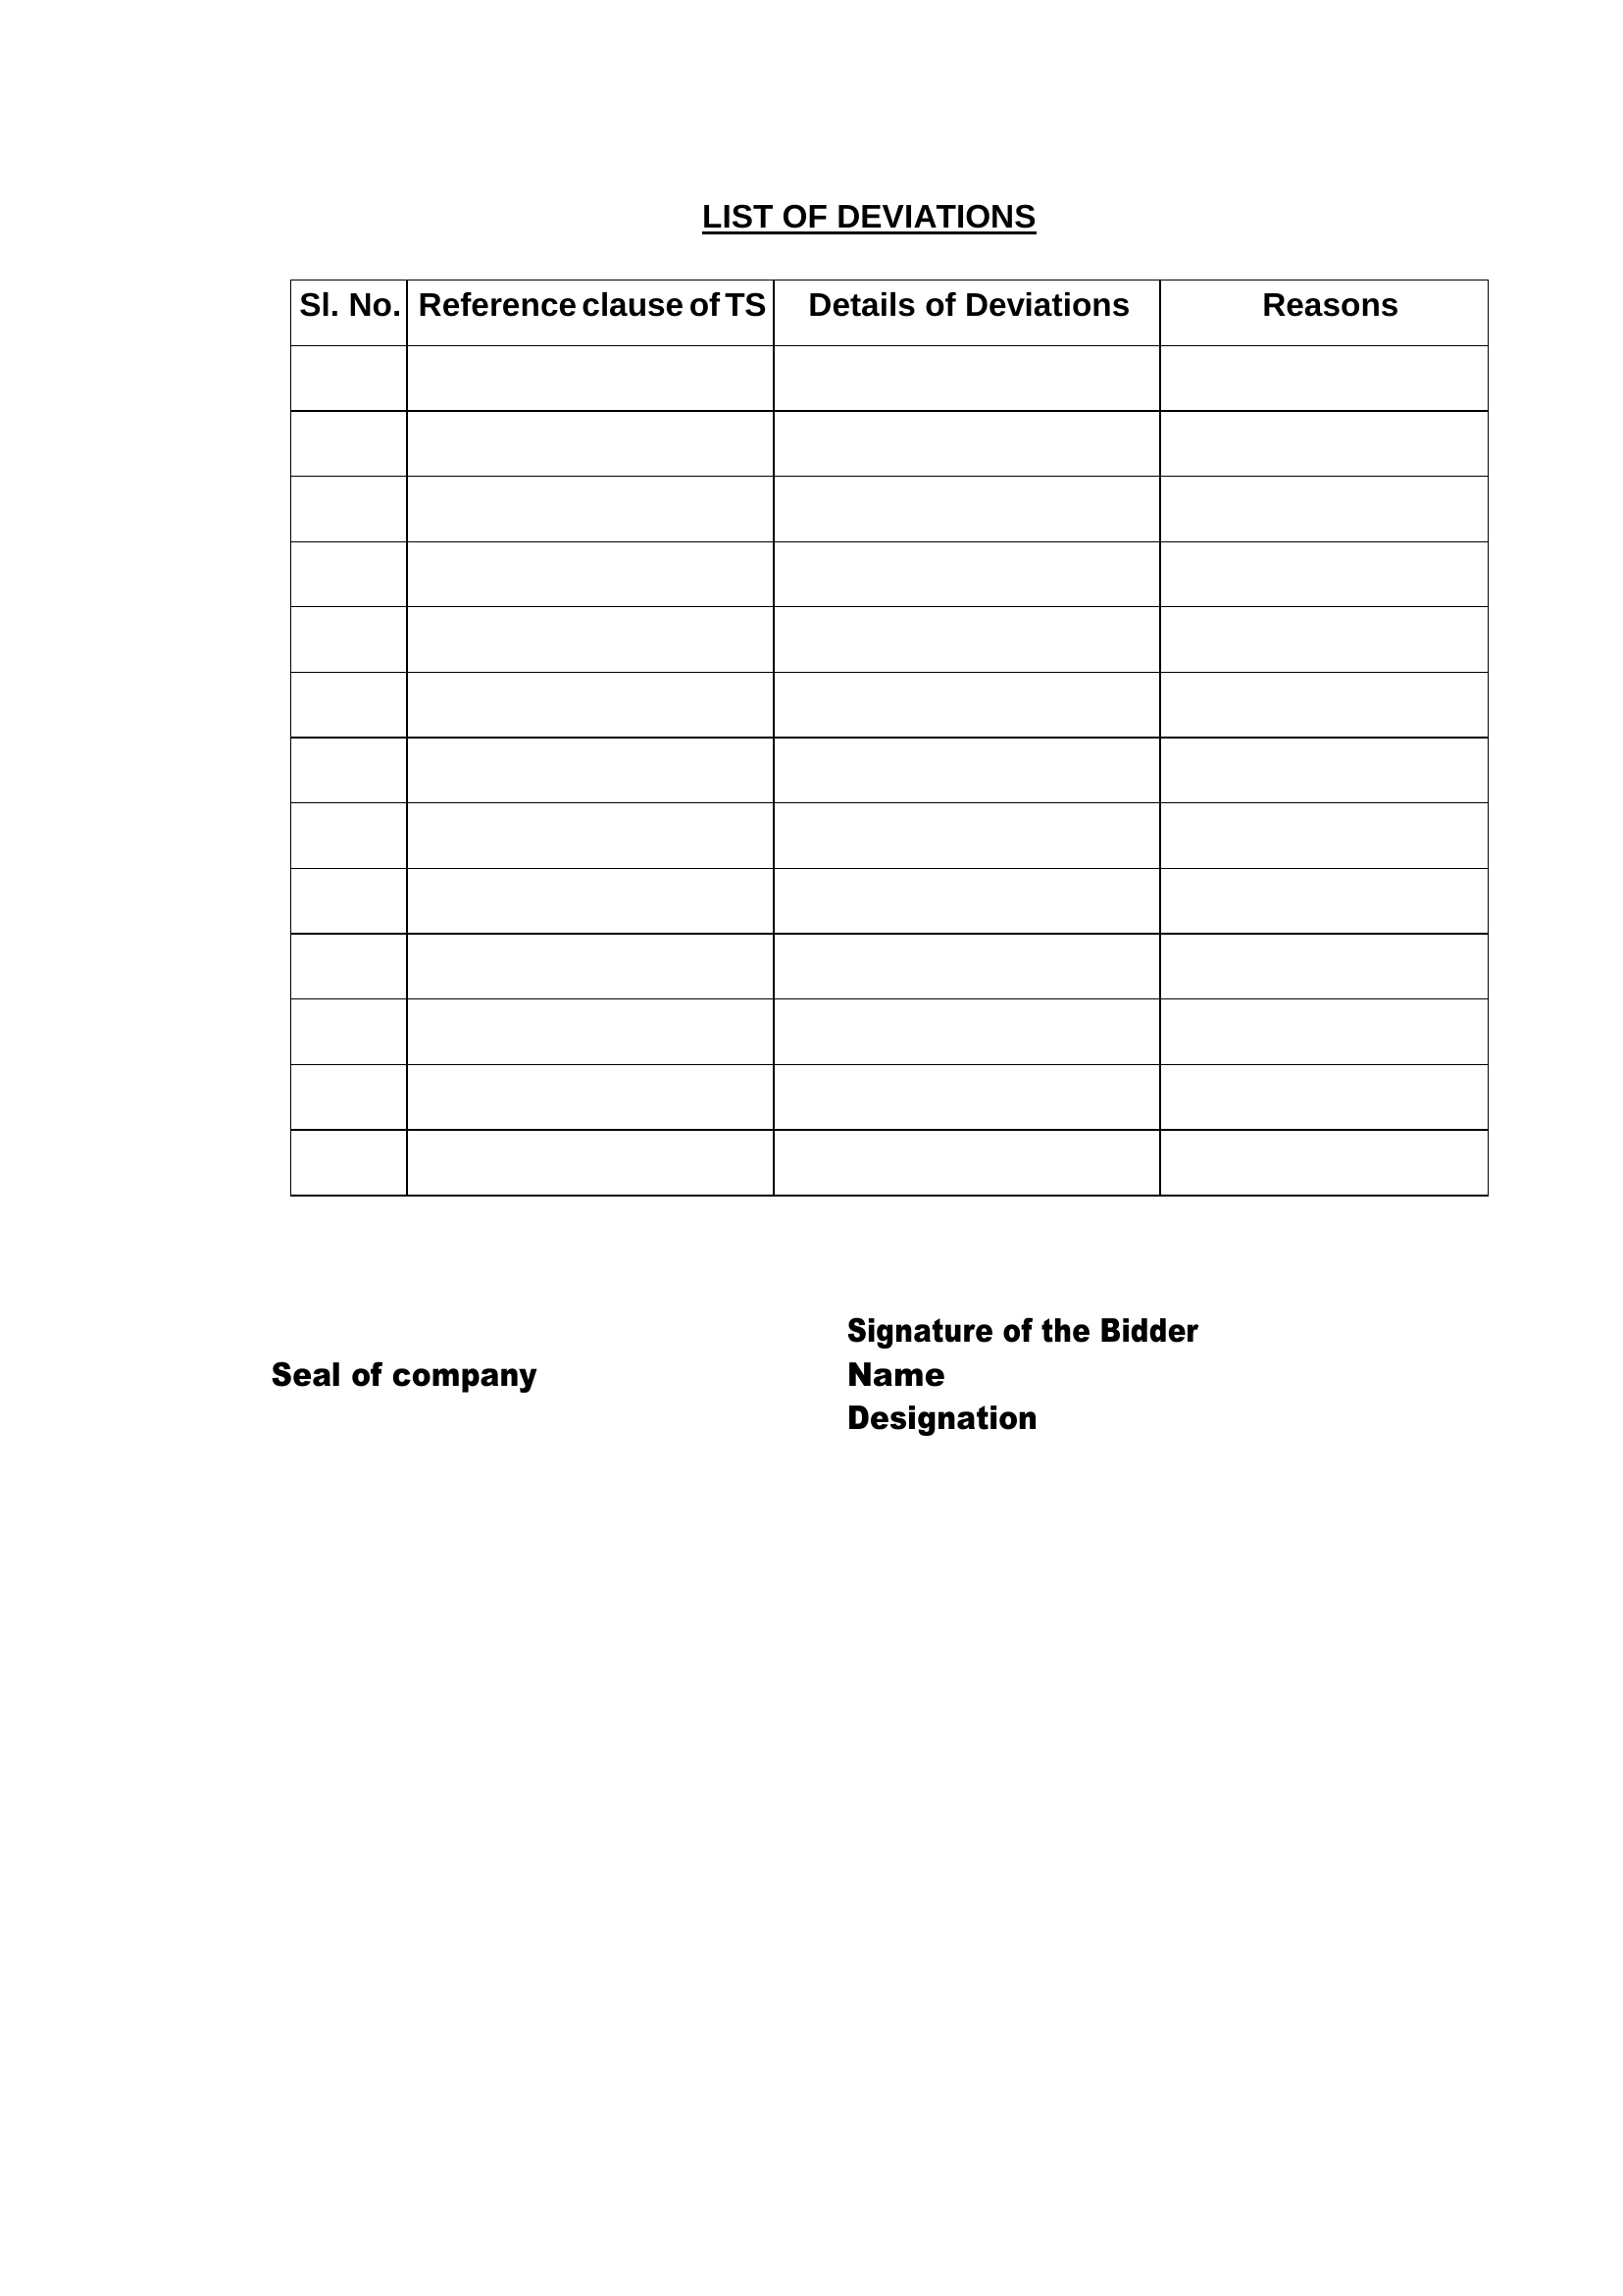 LIST OF DEVIATIONS
Sl. No. Reference clause of TS Details of Deviations Reasons
Signature of the Bidder
Seal of company Name
Designation